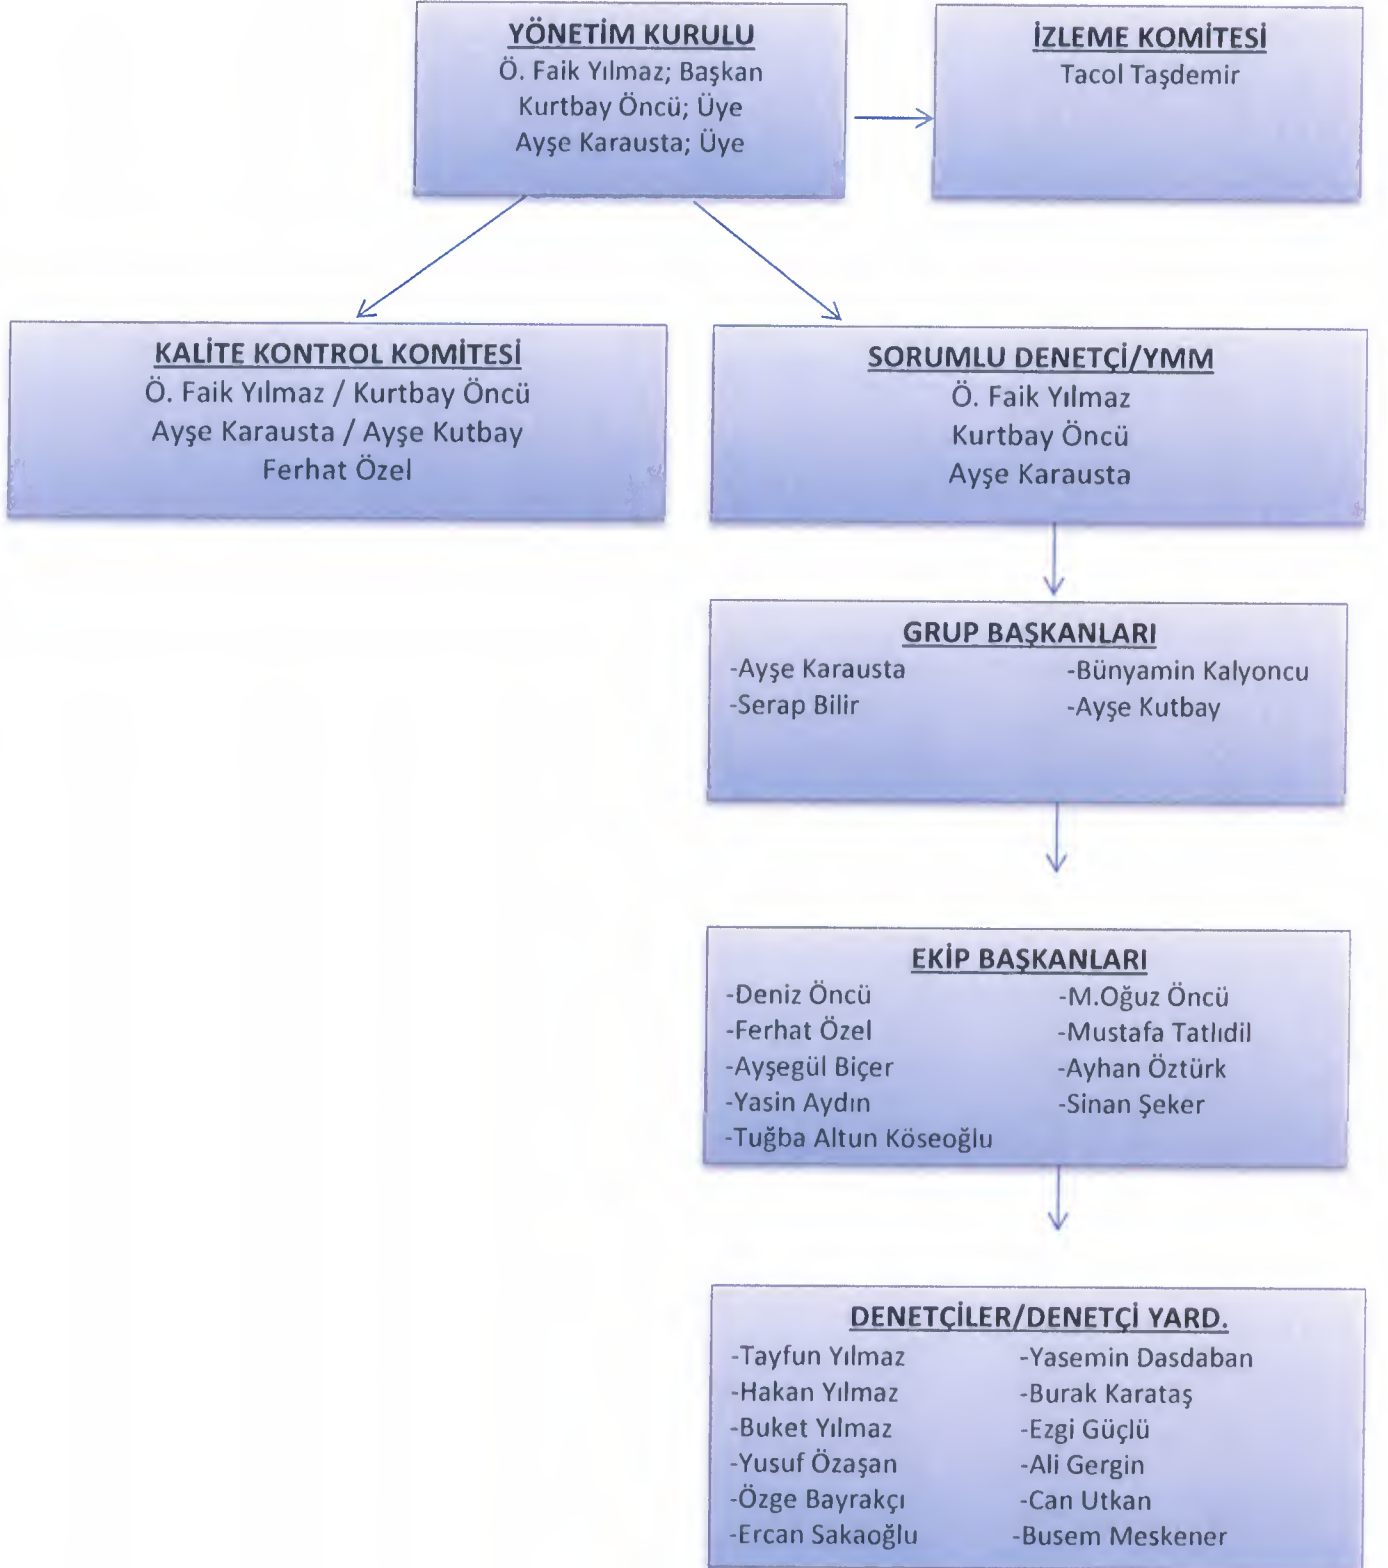 YÖNETİM KURULU
Ö. Faik Yılmaz; Başkan
Kurtbay Öncü; Üye
Ayşe Karausta; Üye
İZLEME KOMİTESİ
Tacol Taşdemir
KALİTE KONTROL KOMİTESİ
Ö. Faik Yılmaz / Kurtbay Öncü
Ayşe Karausta / Ayşe Kutbay
Ferhat Özel
SORUMLU DENETÇİ/YMM
Ö. Faik Yılmaz
Kurtbay Öncü
Ayşe Karausta
GRUP BAŞKANLARI
-Ayşe Karausta -Bünyamin Kalyoncu
-Serap Bilir -Ayşe Kutbay
EKİP BAŞKANLARI
-Deniz Öncü -M.Oğuz Öncü
-Ferhat Özel -Mustafa Tatlıdil
-Ayşegül Biçer -Ayhan Öztürk
-Yasin Aydın -Sinan Şeker
-Tuğba Altun Köseoğlu
DENETÇİLER/DENETÇİ YARD.
-Tayfun Yılmaz -Yasemin Dasdaban
-Hakan Yılmaz -Burak Karataş
-Buket Yılmaz -Ezgi Güçlü
-Yusuf Özaşan -Ali Gergin
-Özge Bayrakçı -Can Utkan
-Ercan Sakaoğlu -Busem Meskener